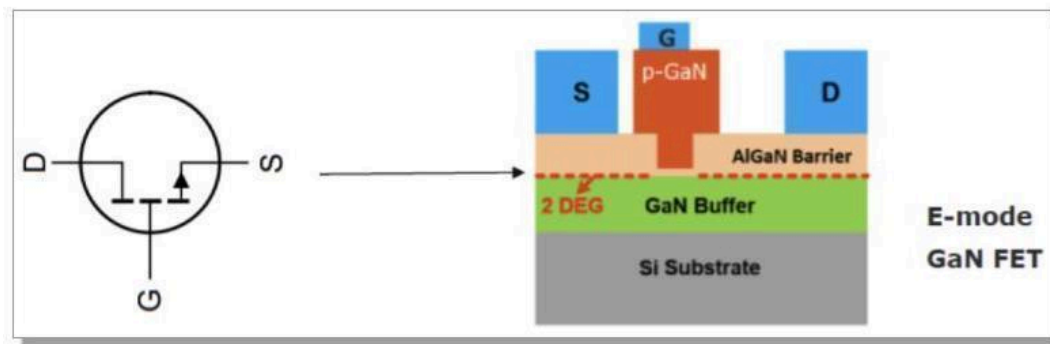 D
S
G
G
p-GaN
S
D
AlGaN Barrier
2 DEG
GaN Buffer
Si Substrate
E-mode
GaN FET